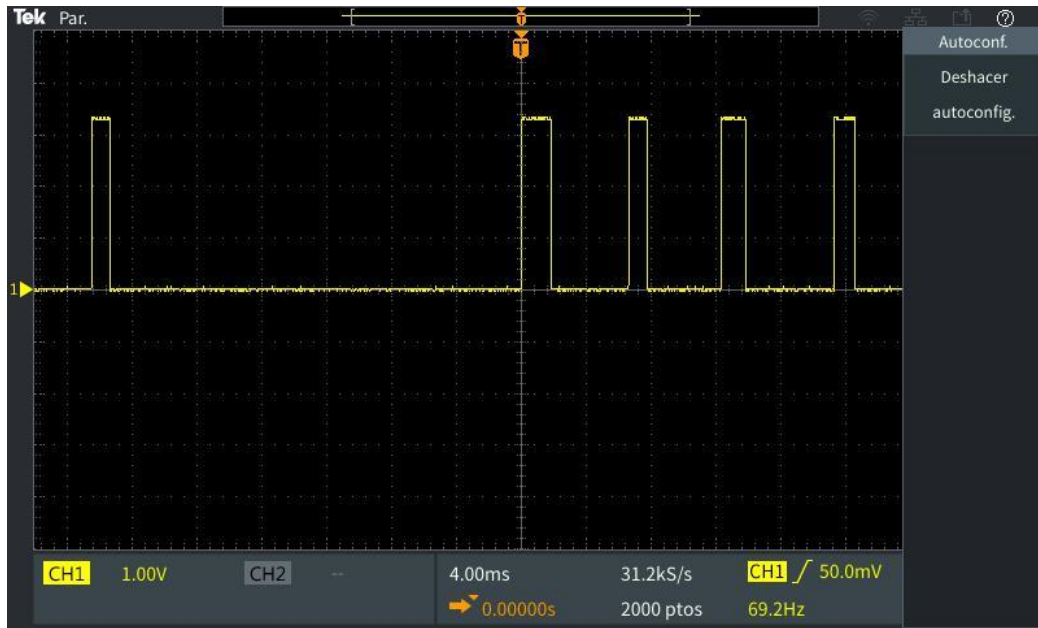 Tek Par.
T
T
?
Autoconf.
Deshacer
autoconfig.
1
CH1 1.00V CH2 -- 4.00ms 31.2kS/s CH1 50.0mV
0.00000s 2000 ptos 69.2Hz